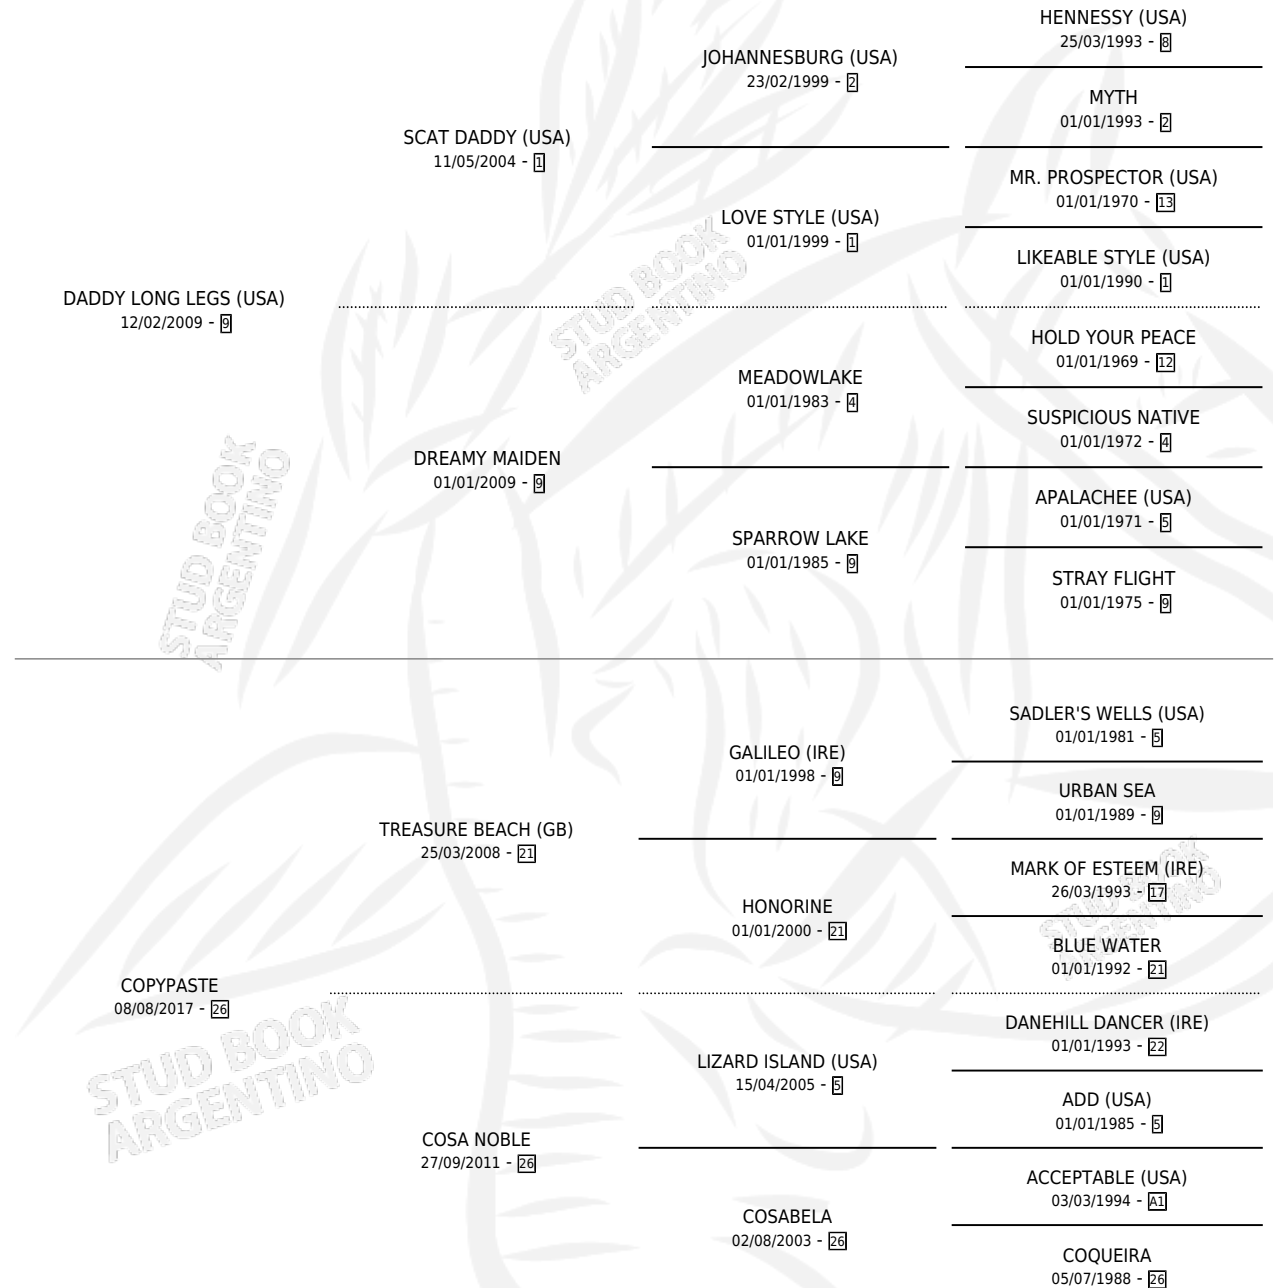 HENNESSY (USA)
25/03/1993 - 8
JOHANNESBURG (USA)
23/02/1999 - 2
MYTH
01/01/1993 - 2
SCAT DADDY (USA)
11/05/2004 - 1
MR. PROSPECTOR (USA)
01/01/1970 - 13
LOVE STYLE (USA)
01/01/1999 - 1
LIKEABLE STYLE (USA)
01/01/1990 - 1
DADDY LONG LEGS (USA)
12/02/2009 - 9
HOLD YOUR PEACE
01/01/1969 - 12
MEADOWLAKE
01/01/1983 - 4
SUSPICIOUS NATIVE
01/01/1972 - 4
DREAMY MAIDEN
01/01/2009 - 9
APALACHEE (USA)
01/01/1971 - 5
SPARROW LAKE
01/01/1985 - 9
STRAY FLIGHT
01/01/1975 - 9
SADLER'S WELLS (USA)
01/01/1981 - 5
GALILEO (IRE)
01/01/1998 - 9
URBAN SEA
01/01/1989 - 9
TREASURE BEACH (GB)
25/03/2008 - 21
MARK OF ESTEEM (IRE)
26/03/1993 - 17
HONORINE
01/01/2000 - 21
BLUE WATER
01/01/1992 - 21
COPYPASTE
08/08/2017 - 26
DANEHILL DANCER (IRE)
01/01/1993 - 22
LIZARD ISLAND (USA)
15/04/2005 - 5
ADD (USA)
01/01/1985 - 5
COSA NOBLE
27/09/2011 - 26
ACCEPTABLE (USA)
03/03/1994 - A1
COSABELA
02/08/2003 - 26
COQUEIRA
05/07/1988 - 26
STUD BOOK
ARGENTINO
STUD BOOK
ARGENTINO
STUD BOOK
ARGENTINO
STUD BOOK
ARGENTINO